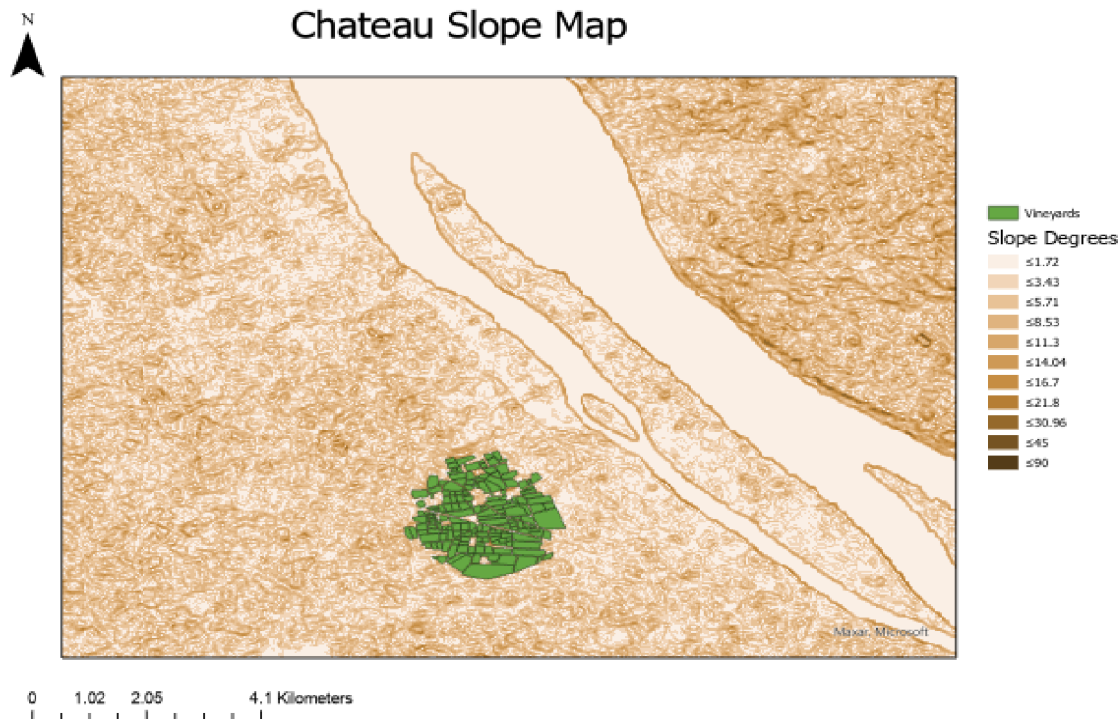 Chateau Slope Map
N
Vineyards
Slope Degrees
≤1.72
≤3.43
≤5.71
≤8.53
≤11.3
≤14.04
≤16.7
≤21.8
≤30.96
≤45
≤90
Maxar, Microsoft
0 1.02 2.05 4.1 Kilometers